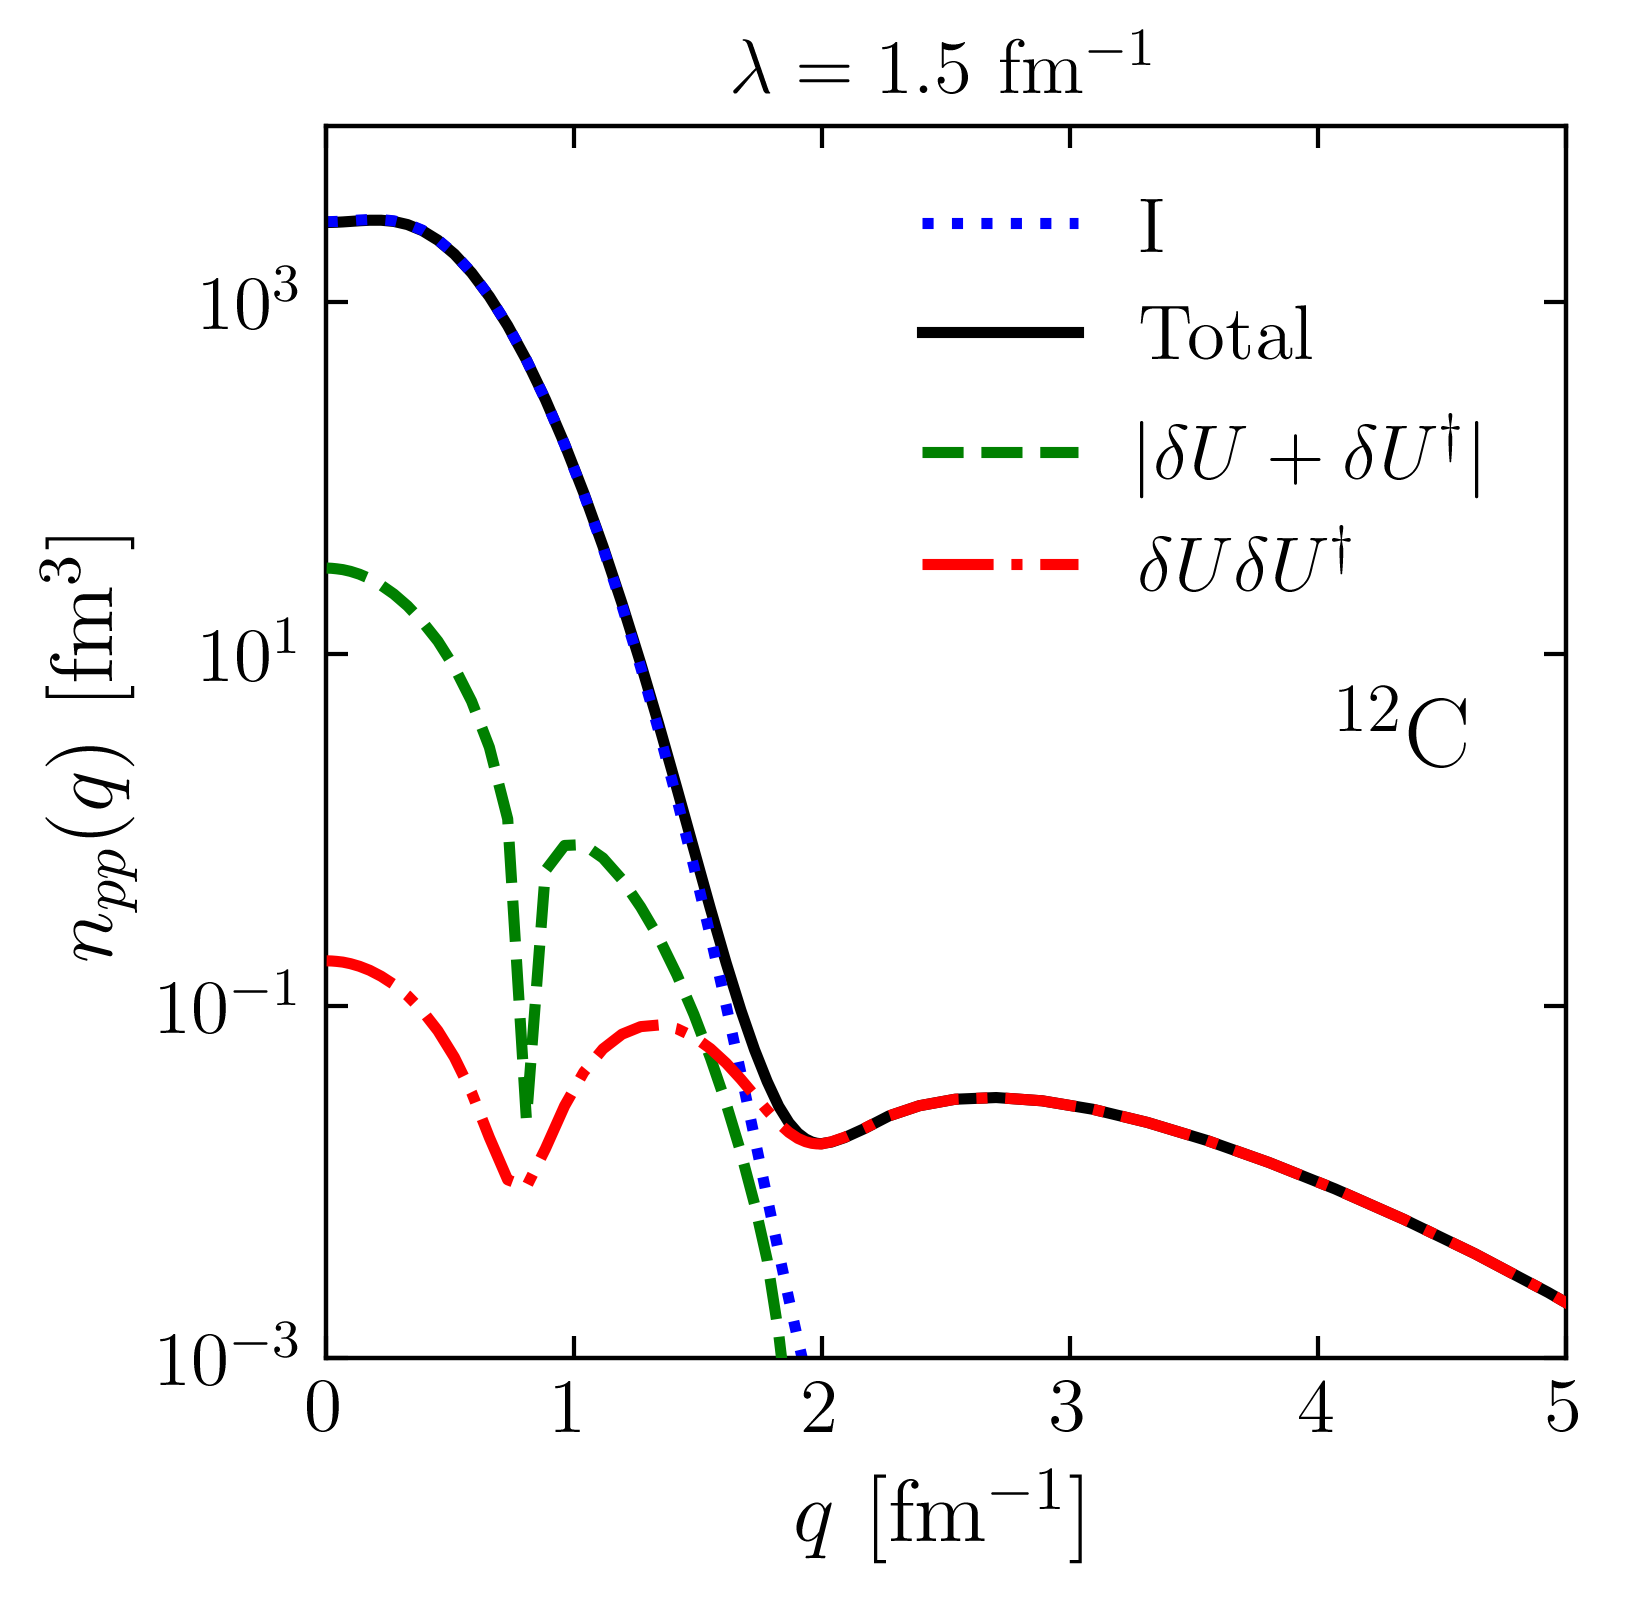 λ = 1.5 fm⁻¹
I
Total
|δU + δU†|
δUδU†
¹²C
n_pp(q) [fm³]
10³
10¹
10⁻¹
10⁻³
0 1 2 3 4 5
q [fm⁻¹]